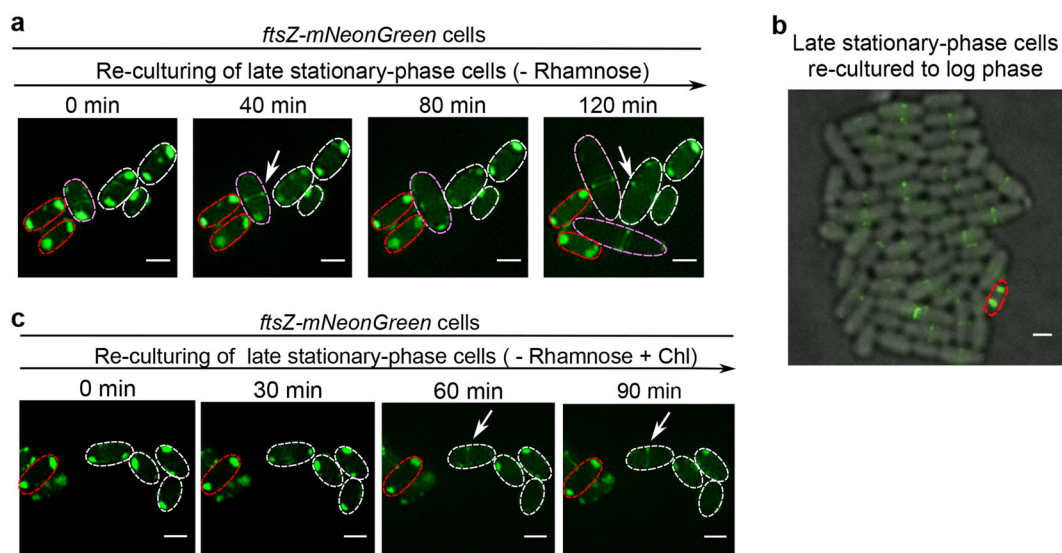 a
ftsZ-mNeonGreen cells
Re-culturing of late stationary-phase cells (- Rhamnose)
0 min 40 min 80 min 120 min
b
Late stationary-phase cells
re-cultured to log phase
c
ftsZ-mNeonGreen cells
Re-culturing of late stationary-phase cells ( - Rhamnose + Chl)
0 min 30 min 60 min 90 min